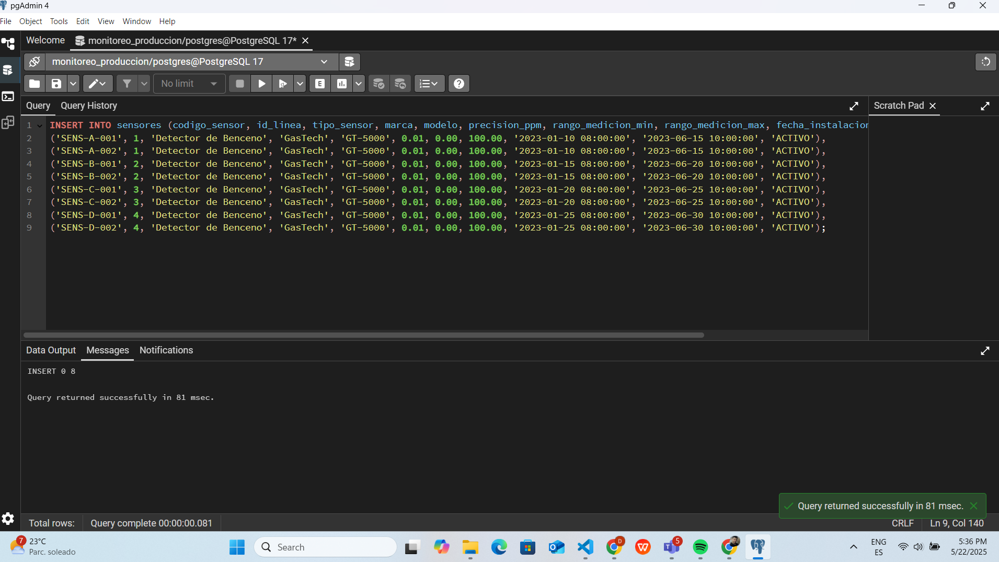 pgAdmin 4
File Object Tools Edit View Window Help
Welcome monitoreo_produccion/postgres@PostgreSQL 17*
monitoreo_produccion/postgres@PostgreSQL 17
No limit
E
Query Query History
Scratch Pad
1 INSERT INTO sensores (codigo_sensor, id_linea, tipo_sensor, marca, modelo, precision_ppm, rango_medicion_min, rango_medicion_max, fecha_instalacion
2 ('SENS-A-001', 1, 'Detector de Benceno', 'GasTech', 'GT-5000', 0.01, 0.00, 100.00, '2023-01-10 08:00:00', '2023-06-15 10:00:00', 'ACTIVO'),
3 ('SENS-A-002', 1, 'Detector de Benceno', 'GasTech', 'GT-5000', 0.01, 0.00, 100.00, '2023-01-10 08:00:00', '2023-06-15 10:00:00', 'ACTIVO'),
4 ('SENS-B-001', 2, 'Detector de Benceno', 'GasTech', 'GT-5000', 0.01, 0.00, 100.00, '2023-01-15 08:00:00', '2023-06-20 10:00:00', 'ACTIVO'),
5 ('SENS-B-002', 2, 'Detector de Benceno', 'GasTech', 'GT-5000', 0.01, 0.00, 100.00, '2023-01-15 08:00:00', '2023-06-20 10:00:00', 'ACTIVO'),
6 ('SENS-C-001', 3, 'Detector de Benceno', 'GasTech', 'GT-5000', 0.01, 0.00, 100.00, '2023-01-20 08:00:00', '2023-06-25 10:00:00', 'ACTIVO'),
7 ('SENS-C-002', 3, 'Detector de Benceno', 'GasTech', 'GT-5000', 0.01, 0.00, 100.00, '2023-01-20 08:00:00', '2023-06-25 10:00:00', 'ACTIVO'),
8 ('SENS-D-001', 4, 'Detector de Benceno', 'GasTech', 'GT-5000', 0.01, 0.00, 100.00, '2023-01-25 08:00:00', '2023-06-30 10:00:00', 'ACTIVO'),
9 ('SENS-D-002', 4, 'Detector de Benceno', 'GasTech', 'GT-5000', 0.01, 0.00, 100.00, '2023-01-25 08:00:00', '2023-06-30 10:00:00', 'ACTIVO');
Data Output Messages Notifications
INSERT 0 8
Query returned successfully in 81 msec.
Query returned successfully in 81 msec.
Total rows: Query complete 00:00:00.081 CRLF Ln 9, Col 140
7 23°C
Parc. soleado
Search
D
5
ENG
ES
5:36 PM
5/22/2025